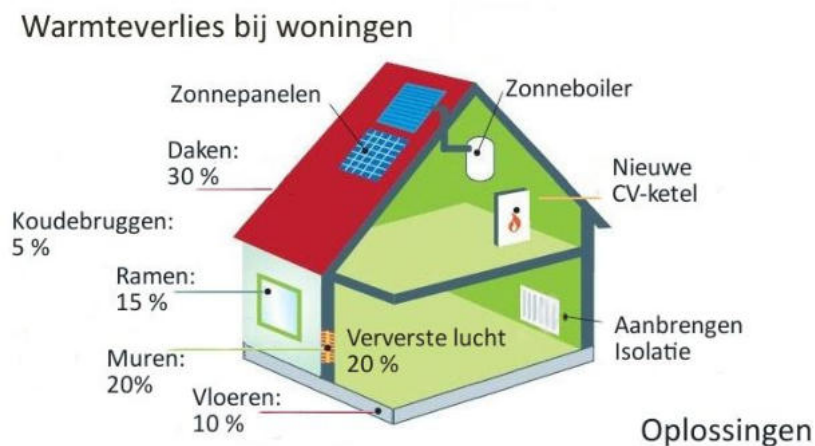 Warmteverlies bij woningen
Zonnepanelen
Zonneboiler
Daken:
30 %
Nieuwe
CV-ketel
Koudebruggen:
5 %
Ramen:
15 %
Ververste lucht
20 %
Aanbrengen
Isolatie
Muren:
20%
Vloeren:
10 %
Oplossingen